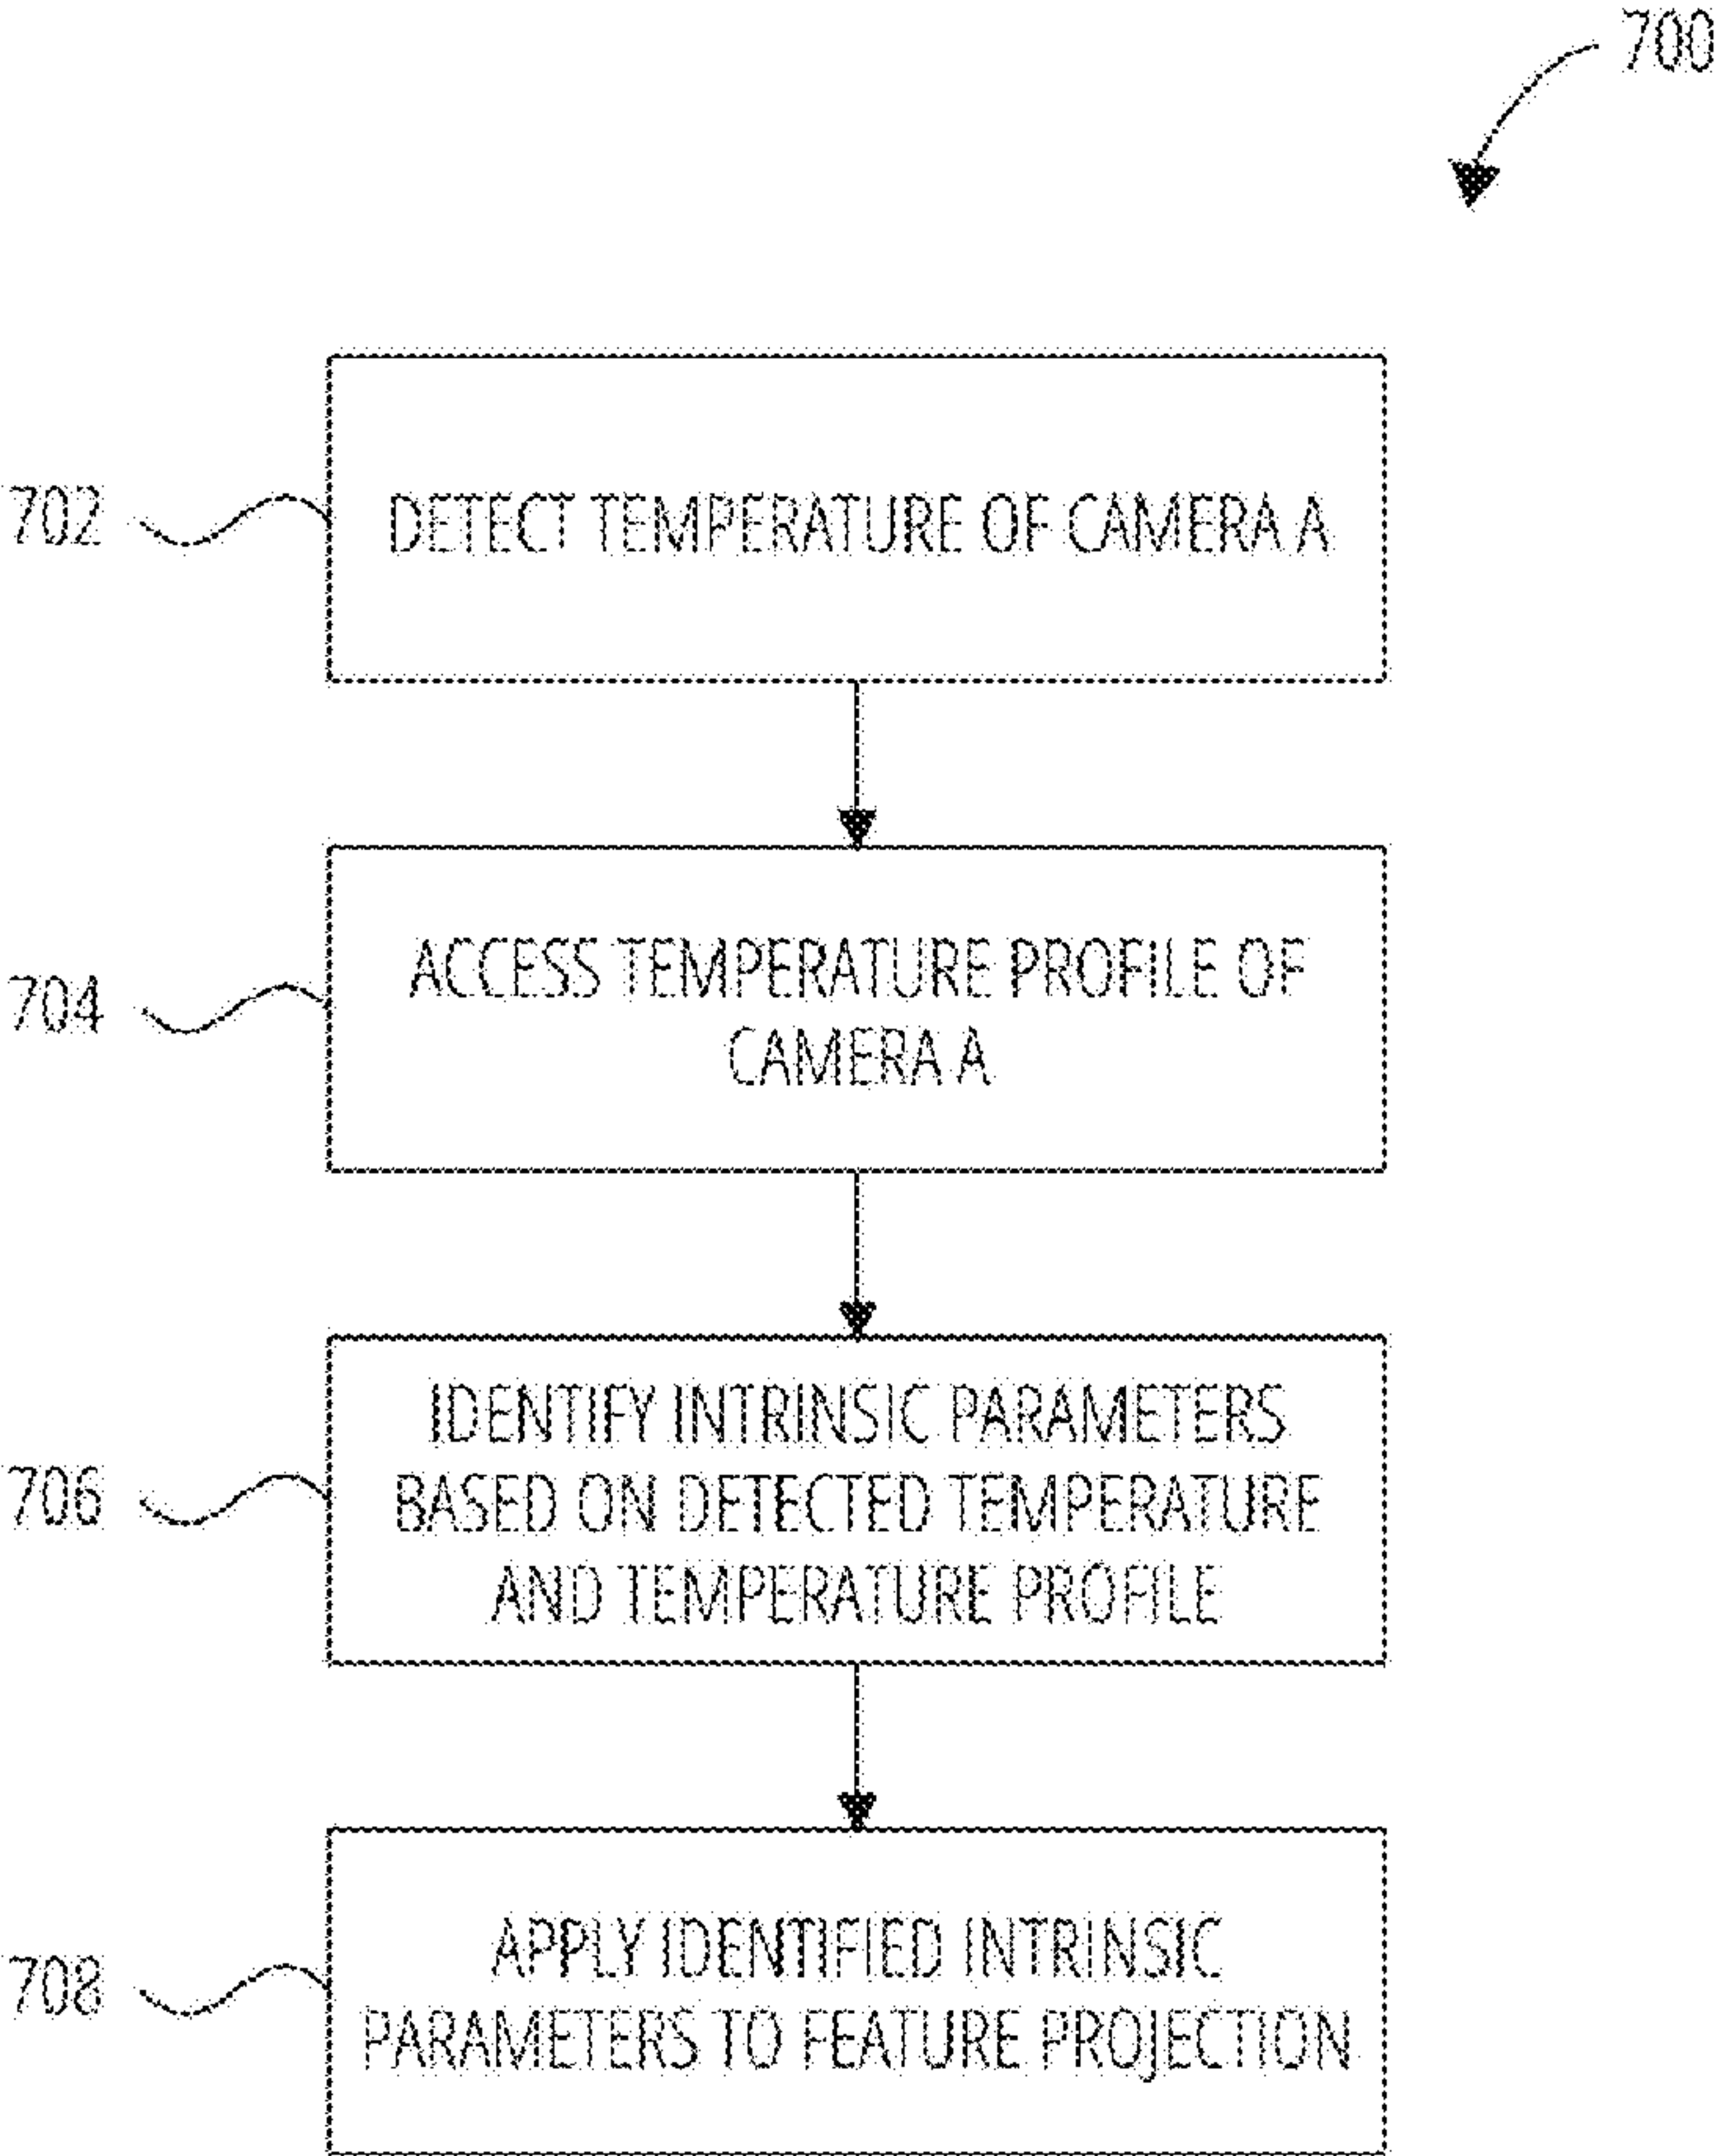 700
702
DETECT TEMPERATURE OF CAMERA A
704
ACCESS TEMPERATURE PROFILE OF
CAMERA A
706
IDENTIFY INTRINSIC PARAMETERS
BASED ON DETECTED TEMPERATURE
AND TEMPERATURE PROFILE
708
APPLY IDENTIFIED INTRINSIC
PARAMETERS TO FEATURE PROJECTION